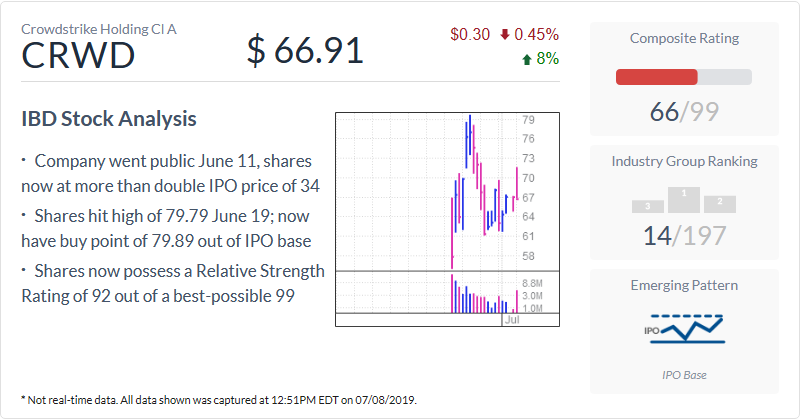 Crowdstrike Holding Cl A
CRWD
$ 66.91
$0.30 0.45%
8%
IBD Stock Analysis
· Company went public June 11, shares
now at more than double IPO price of 34
· Shares hit high of 79.79 June 19; now
have buy point of 79.89 out of IPO base
· Shares now possess a Relative Strength
Rating of 92 out of a best-possible 99
79
76
73
70
67
64
61
58
8.8M
3.0M
1.0M
Jul
Composite Rating
66/99
Industry Group Ranking
3 1 2
14/197
Emerging Pattern
IPO
IPO Base
* Not real-time data. All data shown was captured at 12:51PM EDT on 07/08/2019.